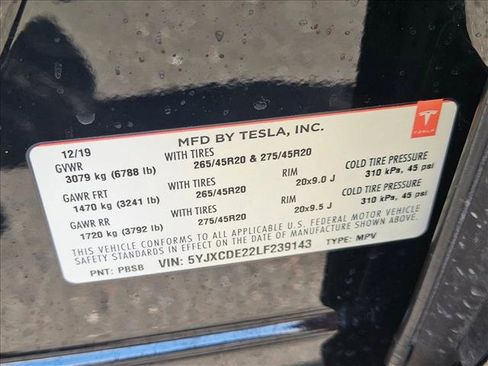 MFD BY TESLA, INC.
12/19
GVWR WITH TIRES
3079 kg (6788 lb) 265/45R20 & 275/45R20
GAWR FRT WITH TIRES RIM COLD TIRE PRESSURE
1470 kg (3241 lb) 265/45R20 20x9.0 J 310 kPa, 45 psi
GAWR RR WITH TIRES RIM COLD TIRE PRESSURE
1720 kg (3792 lb) 275/45R20 20x9.5 J 310 kPa, 45 psi
THIS VEHICLE CONFORMS TO ALL APPLICABLE U.S. FEDERAL MOTOR VEHICLE
SAFETY STANDARDS IN EFFECT ON THE DATE OF MANUFACTURE SHOWN ABOVE.
PNT: PBSB VIN: 5YJXCDE22LF239143 TYPE: MPV
TESLA